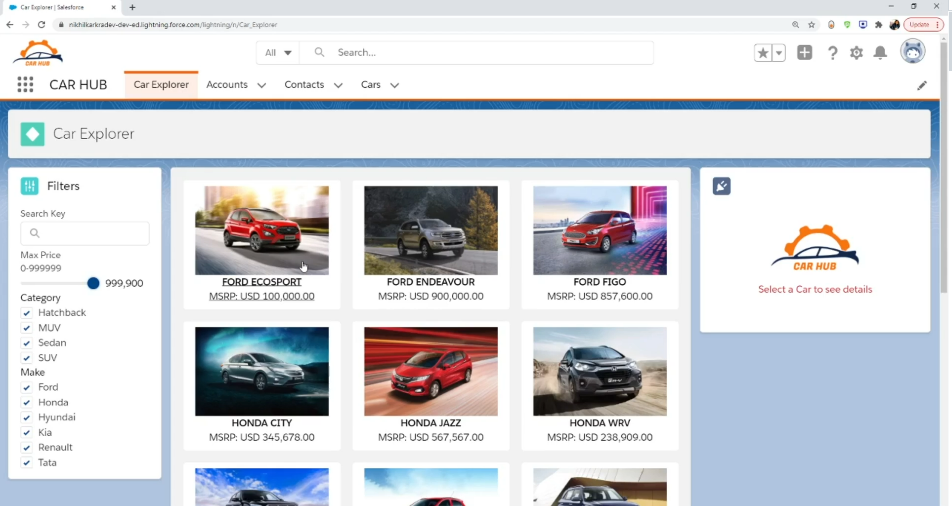 Car Explorer | Salesforce
nikhilkarkradev-dev-ed.lightning.force.com/lightning/n/Car_Explorer
Update
CAR HUB
All
Search...
CAR HUB
Car Explorer
Accounts
Contacts
Cars
Car Explorer
Filters
Search Key
Max Price
0-999999
999,900
Category
Hatchback
MUV
Sedan
SUV
Make
Ford
Honda
Hyundai
Kia
Renault
Tata
FORD ECOSPORT
MSRP: USD 100,000.00
FORD ENDEAVOUR
MSRP: USD 900,000.00
FORD FIGO
MSRP: USD 857,600.00
HONDA CITY
MSRP: USD 345,678.00
HONDA JAZZ
MSRP: USD 567,567.00
HONDA WRV
MSRP: USD 238,909.00
CAR HUB
Select a Car to see details